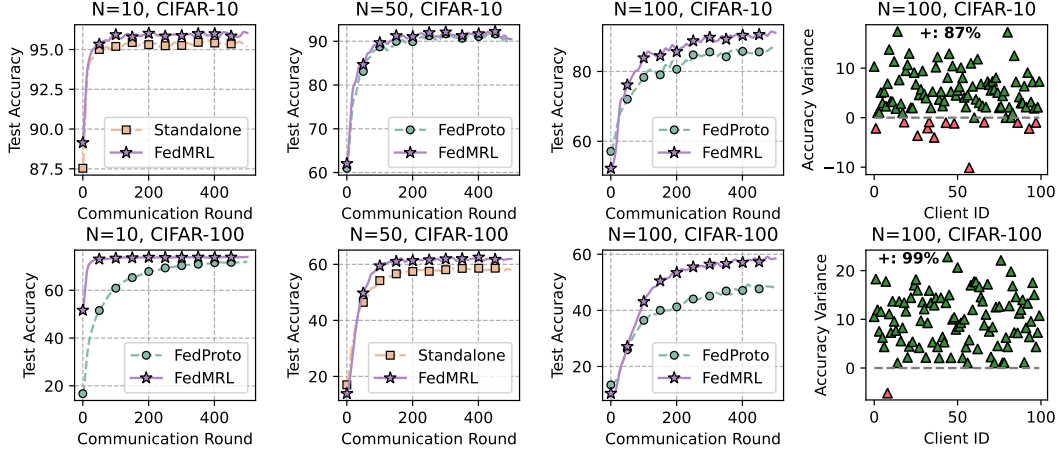 N=10, CIFAR-10
Test Accuracy
95.0
92.5
90.0
87.5
Standalone
FedMRL
0 200 400
Communication Round
N=50, CIFAR-10
Test Accuracy
90
80
70
60
FedProto
FedMRL
0 200 400
Communication Round
N=100, CIFAR-10
Test Accuracy
80
60
FedProto
FedMRL
0 200 400
Communication Round
N=100, CIFAR-10
Accuracy Variance
+: 87%
10
0
−10
0 50 100
Client ID
N=10, CIFAR-100
Test Accuracy
60
40
20
FedProto
FedMRL
0 200 400
Communication Round
N=50, CIFAR-100
Test Accuracy
60
40
20
Standalone
FedMRL
0 200 400
Communication Round
N=100, CIFAR-100
Test Accuracy
60
40
20
FedProto
FedMRL
0 200 400
Communication Round
N=100, CIFAR-100
Accuracy Variance
+: 99%
20
10
0
0 50 100
Client ID